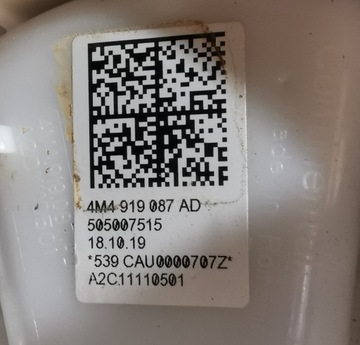 4M4 919 087 AD
505007515
18.10.19
*539 CAU0000707Z*
A2C11110501